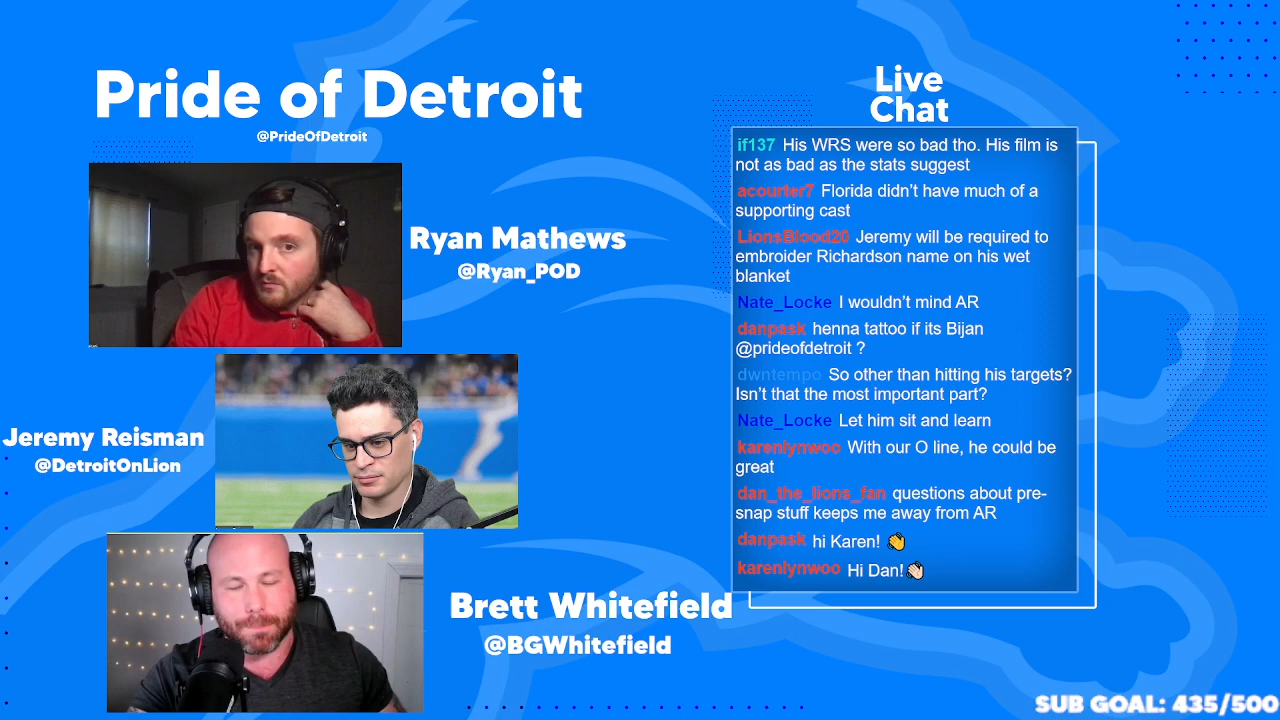 Pride of Detroit
@PrideOfDetroit
Ryan Mathews
@Ryan_POD
Jeremy Reisman
@DetroitOnLion
Brett Whitefield
@BGWhitefield
Live
Chat
if137 His WRS were so bad tho. His film is
not as bad as the stats suggest
acourter7 Florida didn't have much of a
supporting cast
LionsBlood20 Jeremy will be required to
embroider Richardson name on his wet
blanket
Nate_Locke I wouldn't mind AR
danpask henna tattoo if its Bijan
@prideofdetroit ?
dwntempo So other than hitting his targets?
Isn't that the most important part?
Nate_Locke Let him sit and learn
karenlynwoo With our O line, he could be
great
dan_the_lions_fan questions about pre-
snap stuff keeps me away from AR
danpask hi Karen! 👏
karenlynwoo Hi Dan!👏🏻
SUB GOAL: 435/500